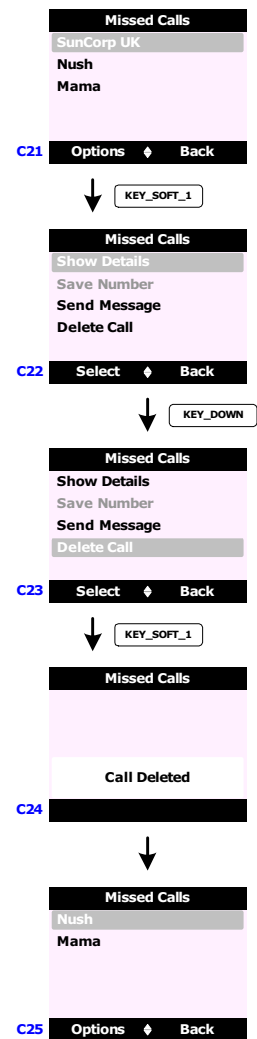 Missed Calls
SunCorp UK
Nush
Mama
C21 Options Back
KEY_SOFT_1
Missed Calls
Show Details
Save Number
Send Message
Delete Call
C22 Select Back
KEY_DOWN
Missed Calls
Show Details
Save Number
Send Message
Delete Call
C23 Select Back
KEY_SOFT_1
Missed Calls
Call Deleted
C24
Missed Calls
Nush
Mama
C25 Options Back